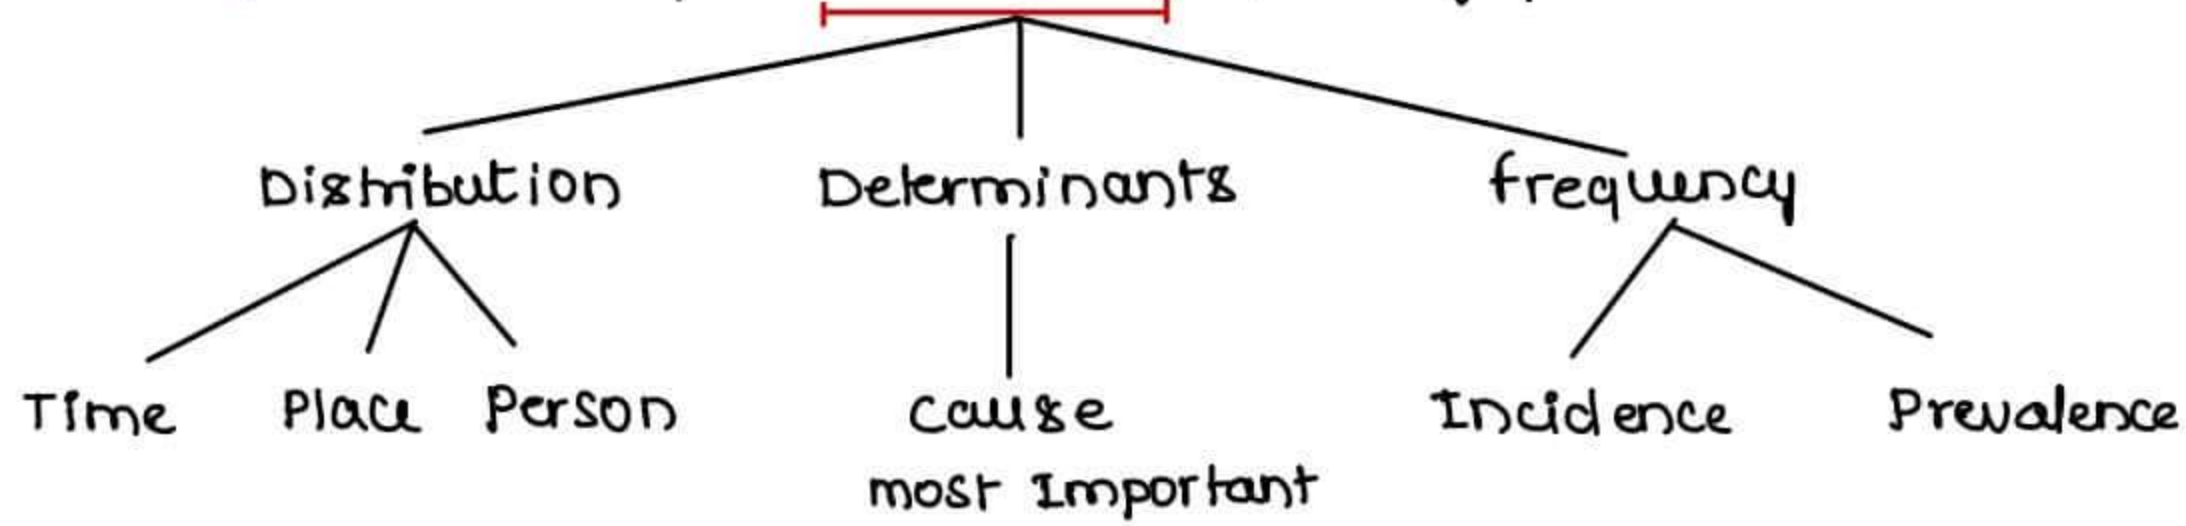 Distribution Determinants frequency
Time Place Person cause Incidence Prevalence
most Important